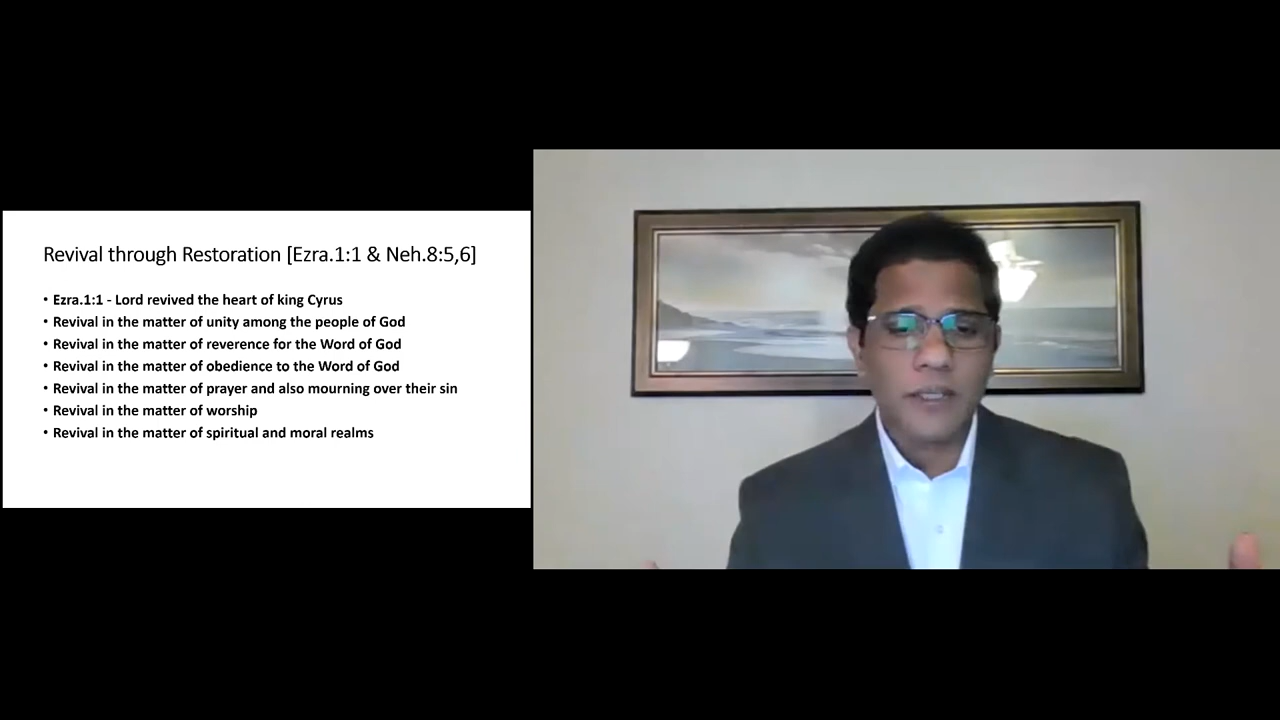 Revival through Restoration [Ezra.1:1 & Neh.8:5,6]
• Ezra.1:1 - Lord revived the heart of king Cyrus
• Revival in the matter of unity among the people of God
• Revival in the matter of reverence for the Word of God
• Revival in the matter of obedience to the Word of God
• Revival in the matter of prayer and also mourning over their sin
• Revival in the matter of worship
• Revival in the matter of spiritual and moral realms